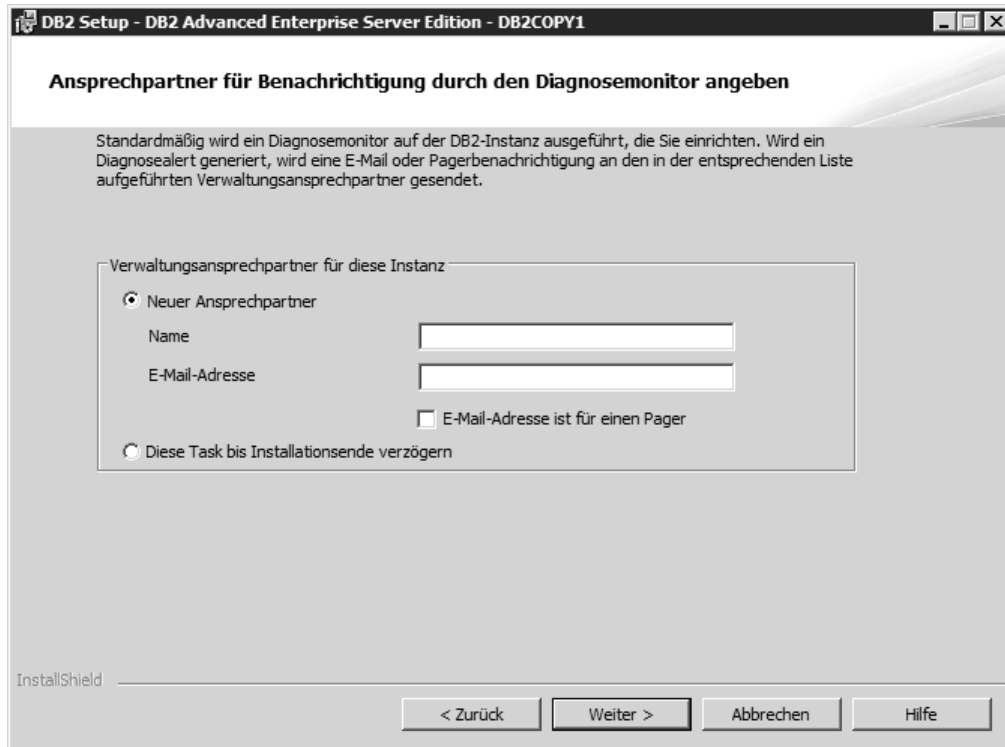 DB2 Setup - DB2 Advanced Enterprise Server Edition - DB2COPY1
Ansprechpartner für Benachrichtigung durch den Diagnosemonitor angeben
Standardmäßig wird ein Diagnosemonitor auf der DB2-Instanz ausgeführt, die Sie einrichten. Wird ein
Diagnosealert generiert, wird eine E-Mail oder Pagerbenachrichtigung an den in der entsprechenden Liste
aufgeführten Verwaltungsansprechpartner gesendet.
Verwaltungsansprechpartner für diese Instanz
Neuer Ansprechpartner
Name
E-Mail-Adresse
E-Mail-Adresse ist für einen Pager
Diese Task bis Installationsende verzögern
InstallShield
< Zurück
Weiter >
Abbrechen
Hilfe